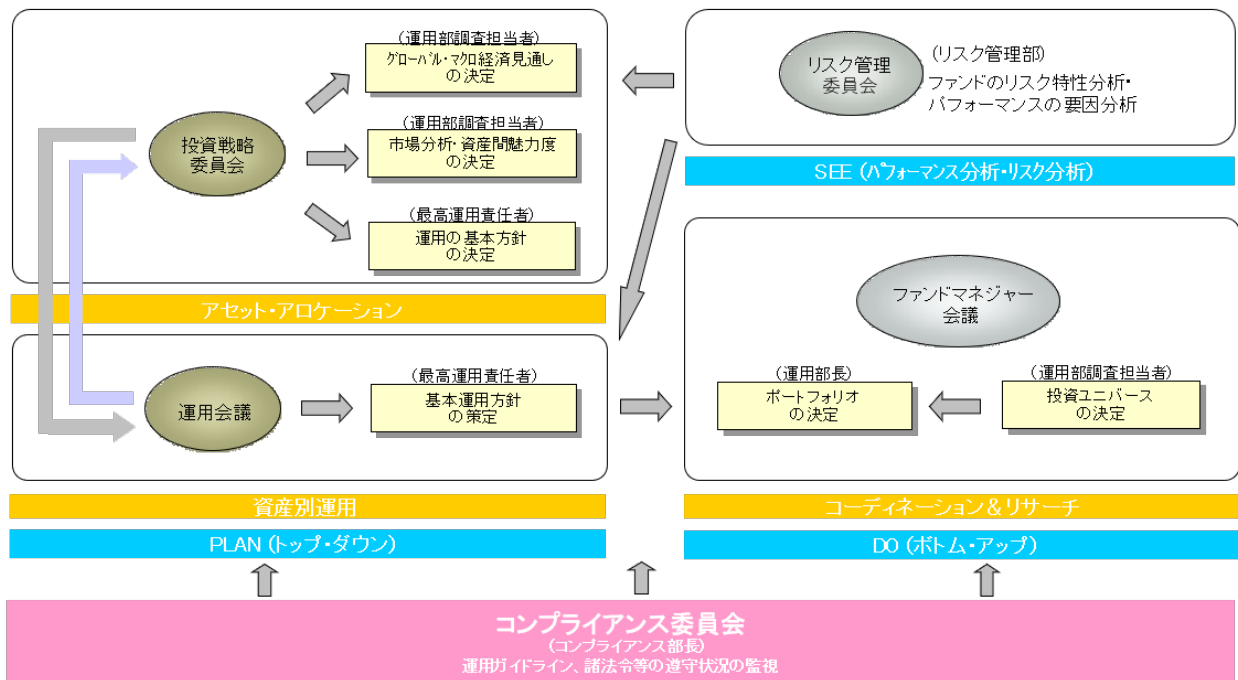 (運用部調査担当者)
グローバル・マクロ経済見通し
の決定
投資戦略
委員会
(運用部調査担当者)
市場分析・資産間魅力度
の決定
(最高運用責任者)
運用の基本方針
の決定
アセット・アロケーション
リスク管理
委員会
(リスク管理部)
ファンドのリスク特性分析・
パフォーマンスの要因分析
SEE (パフォーマンス分析・リスク分析)
運用会議
(最高運用責任者)
基本運用方針
の策定
資産別運用
PLAN (トップ・ダウン)
ファンドマネジャー
会議
(運用部長)
ポートフォリオ
の決定
(運用部調査担当者)
投資ユニバース
の決定
コーディネーション＆リサーチ
DO (ボトム・アップ)
コンプライアンス委員会
(コンプライアンス部長)
運用ガイドライン、諸法令等の遵守状況の監視